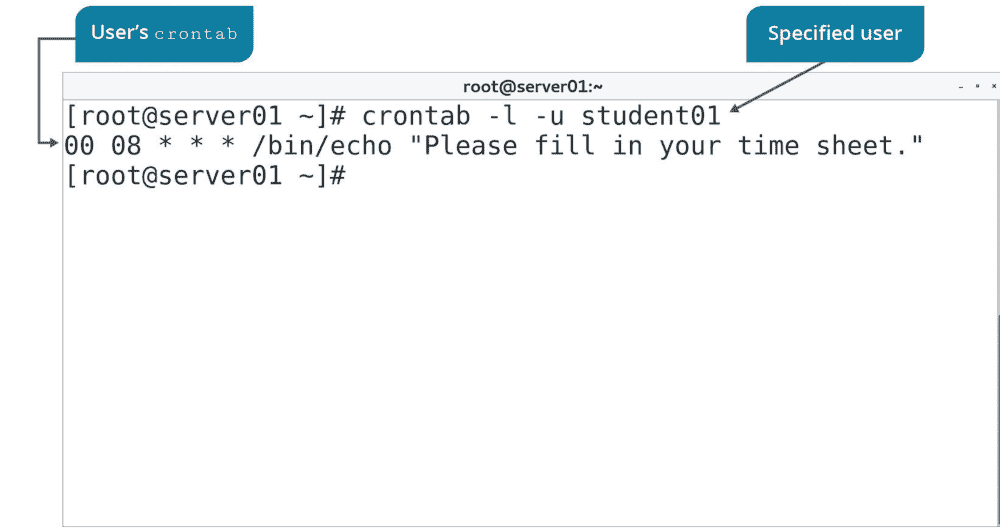 User's crontab
Specified user
root@server01:~
[root@server01 ~]# crontab -l -u student01
00 08 * * * /bin/echo "Please fill in your time sheet."
[root@server01 ~]#